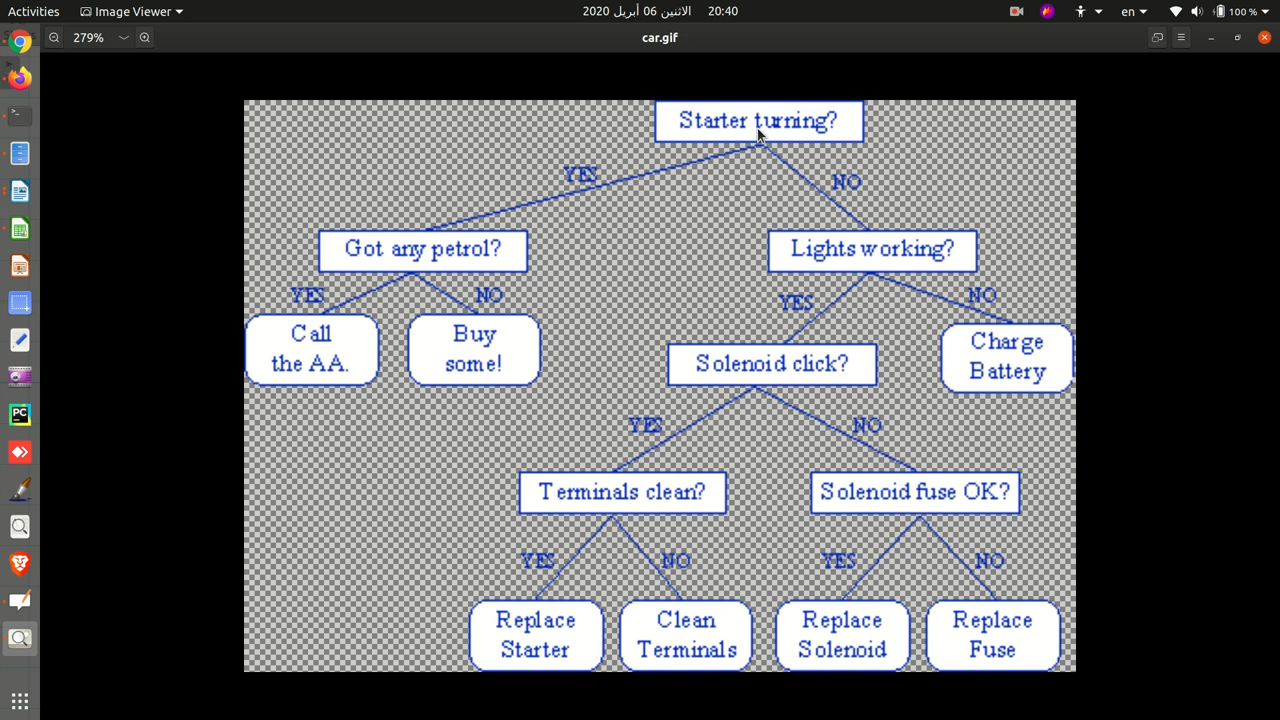 Activities
Image Viewer
الاثنين 06 أبريل 2020
20:40
en
100 %
279%
car.gif
Starter turning?
YES
NO
Got any petrol?
Lights working?
YES
NO
YES
NO
Call
the AA.
Buy
some!
Solenoid click?
Charge
Battery
YES
NO
Terminals clean?
Solenoid fuse OK?
YES
NO
YES
NO
Replace
Starter
Clean
Terminals
Replace
Solenoid
Replace
Fuse
PC